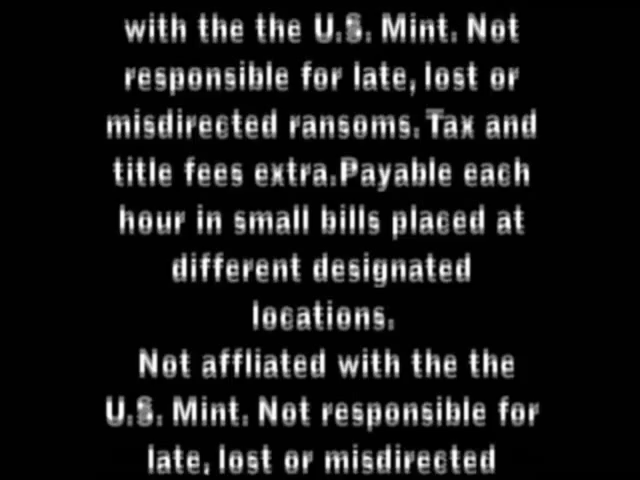 with the the U.S. Mint. Not
responsible for late, lost or
misdirected ransoms. Tax and
title fees extra.Payable each
hour in small bills placed at
different designated
locations.
Not affliated with the the
U.S. Mint. Not responsible for
late, lost or misdirected